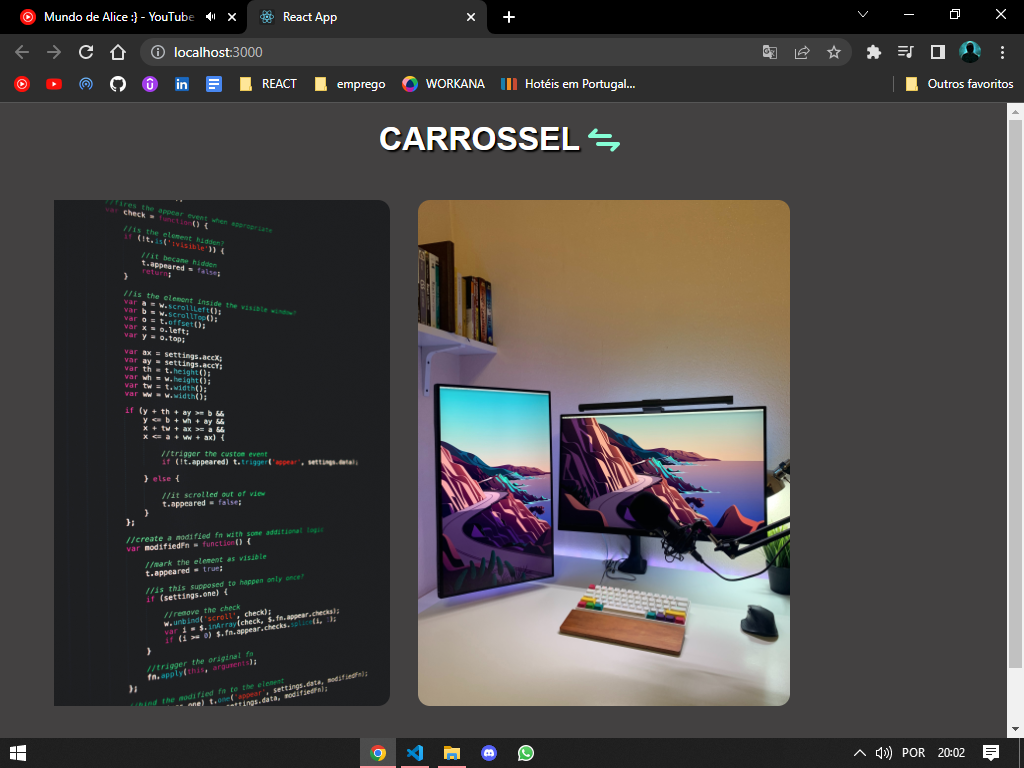 Mundo de Alice :} - YouTube
React App
localhost:3000
REACT
emprego
WORKANA
Hotéis em Portugal...
Outros favoritos
CARROSSEL
//fires the appear event when appropriate
var check = function() {
//is the element hidden?
if (!t.is(':visible')) {
//it became hidden
t.appeared = false;
return;
}
//is the element inside the visible window?
var a = w.scrollLeft();
var b = w.scrollTop();
var o = t.offset();
var x = o.left;
var y = o.top;
var ax = settings.accX;
var ay = settings.accY;
var th = t.height();
var wh = w.height();
var tw = t.width();
var ww = w.width();
if (y + th + ay >= b &&
y <= b + wh + ay &&
x + tw + ax >= a &&
x <= a + ww + ax) {
//trigger the custom event
if (!t.appeared) t.trigger('appear', settings.data);
} else {
//it scrolled out of view
t.appeared = false;
}
};
//create a modified fn with some additional logic
var modifiedFn = function() {
//mark the element as visible
t.appeared = true;
//is this supposed to happen only once?
if (settings.one) {
//remove the check
w.unbind('scroll', check);
var i = $.inArray(check, $.fn.appear.checks);
if (i >= 0) $.fn.appear.checks.splice(i, 1);
}
//trigger the original fn
fn.apply(this, arguments);
};
//bind the modified fn to the element
one) t.one('appear', settings.data, modifiedFn);
settings.data, modifiedFn);
POR
20:02